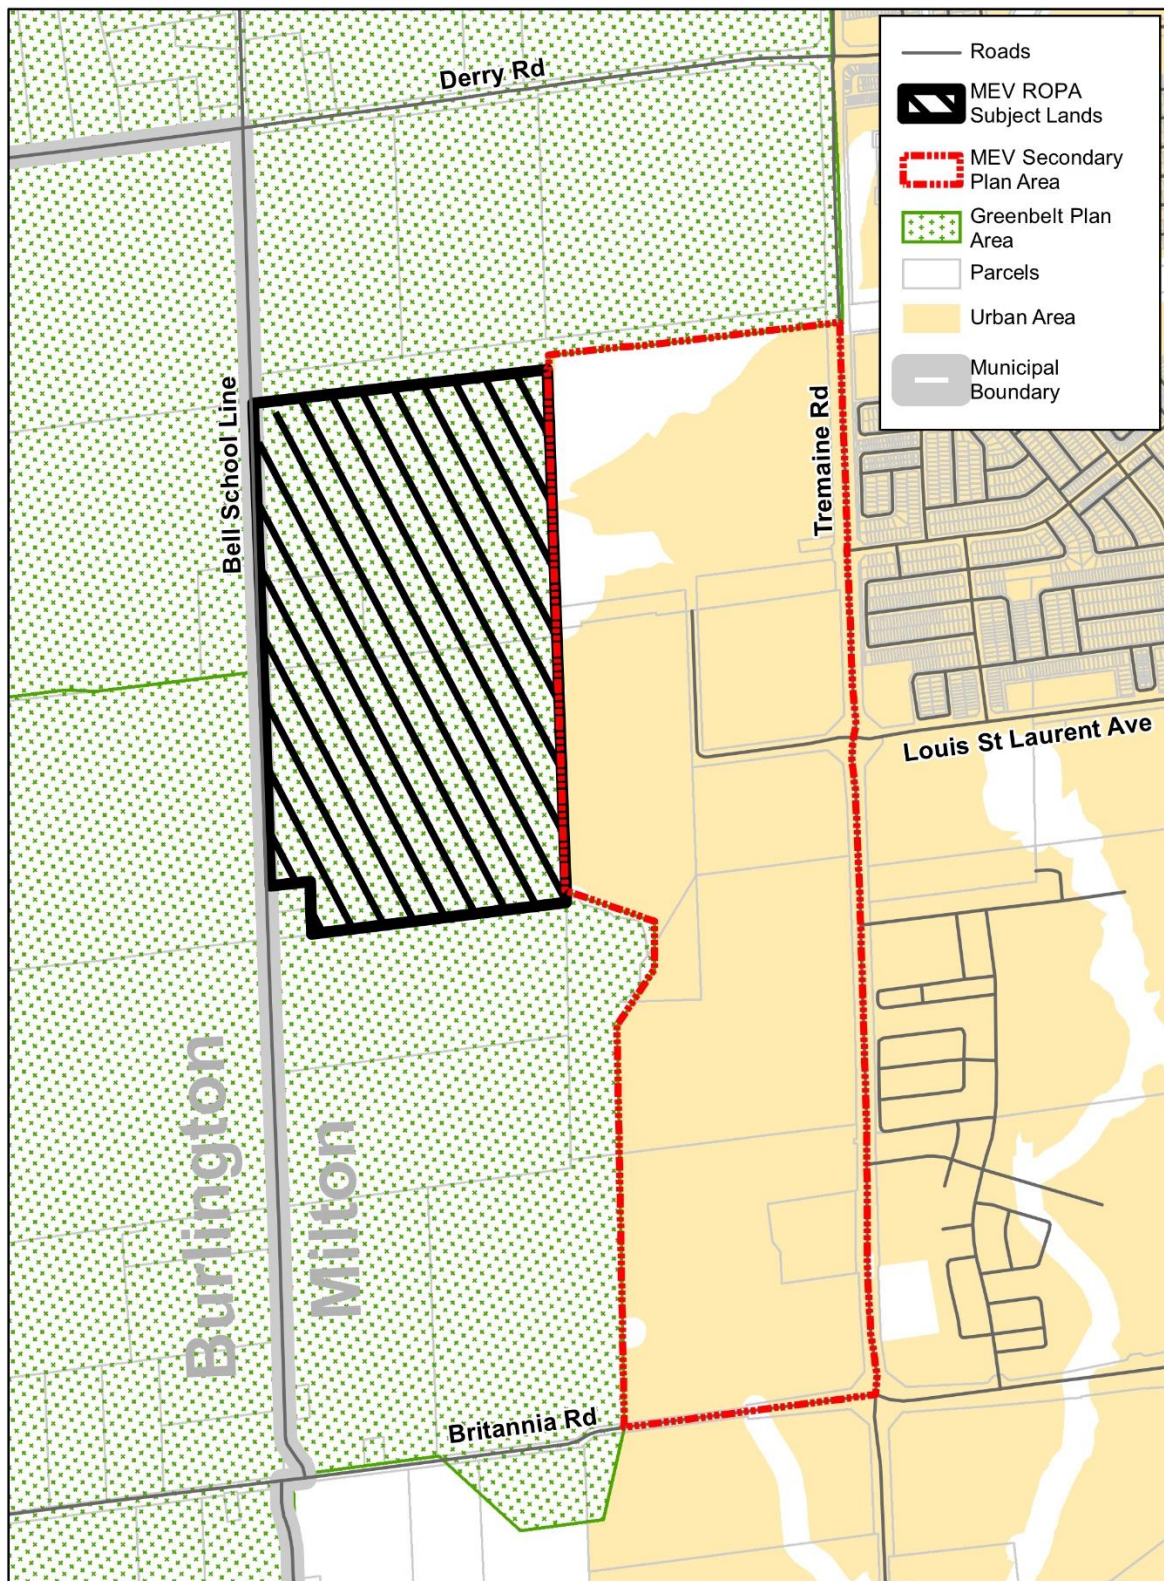 Derry Rd
Roads
MEV ROPA
Subject Lands
MEV Secondary
Plan Area
Greenbelt Plan
Area
Parcels
Urban Area
Municipal
Boundary
Bell School Line
Tremaine Rd
Louis St Laurent Ave
Burlington
Milton
Britannia Rd